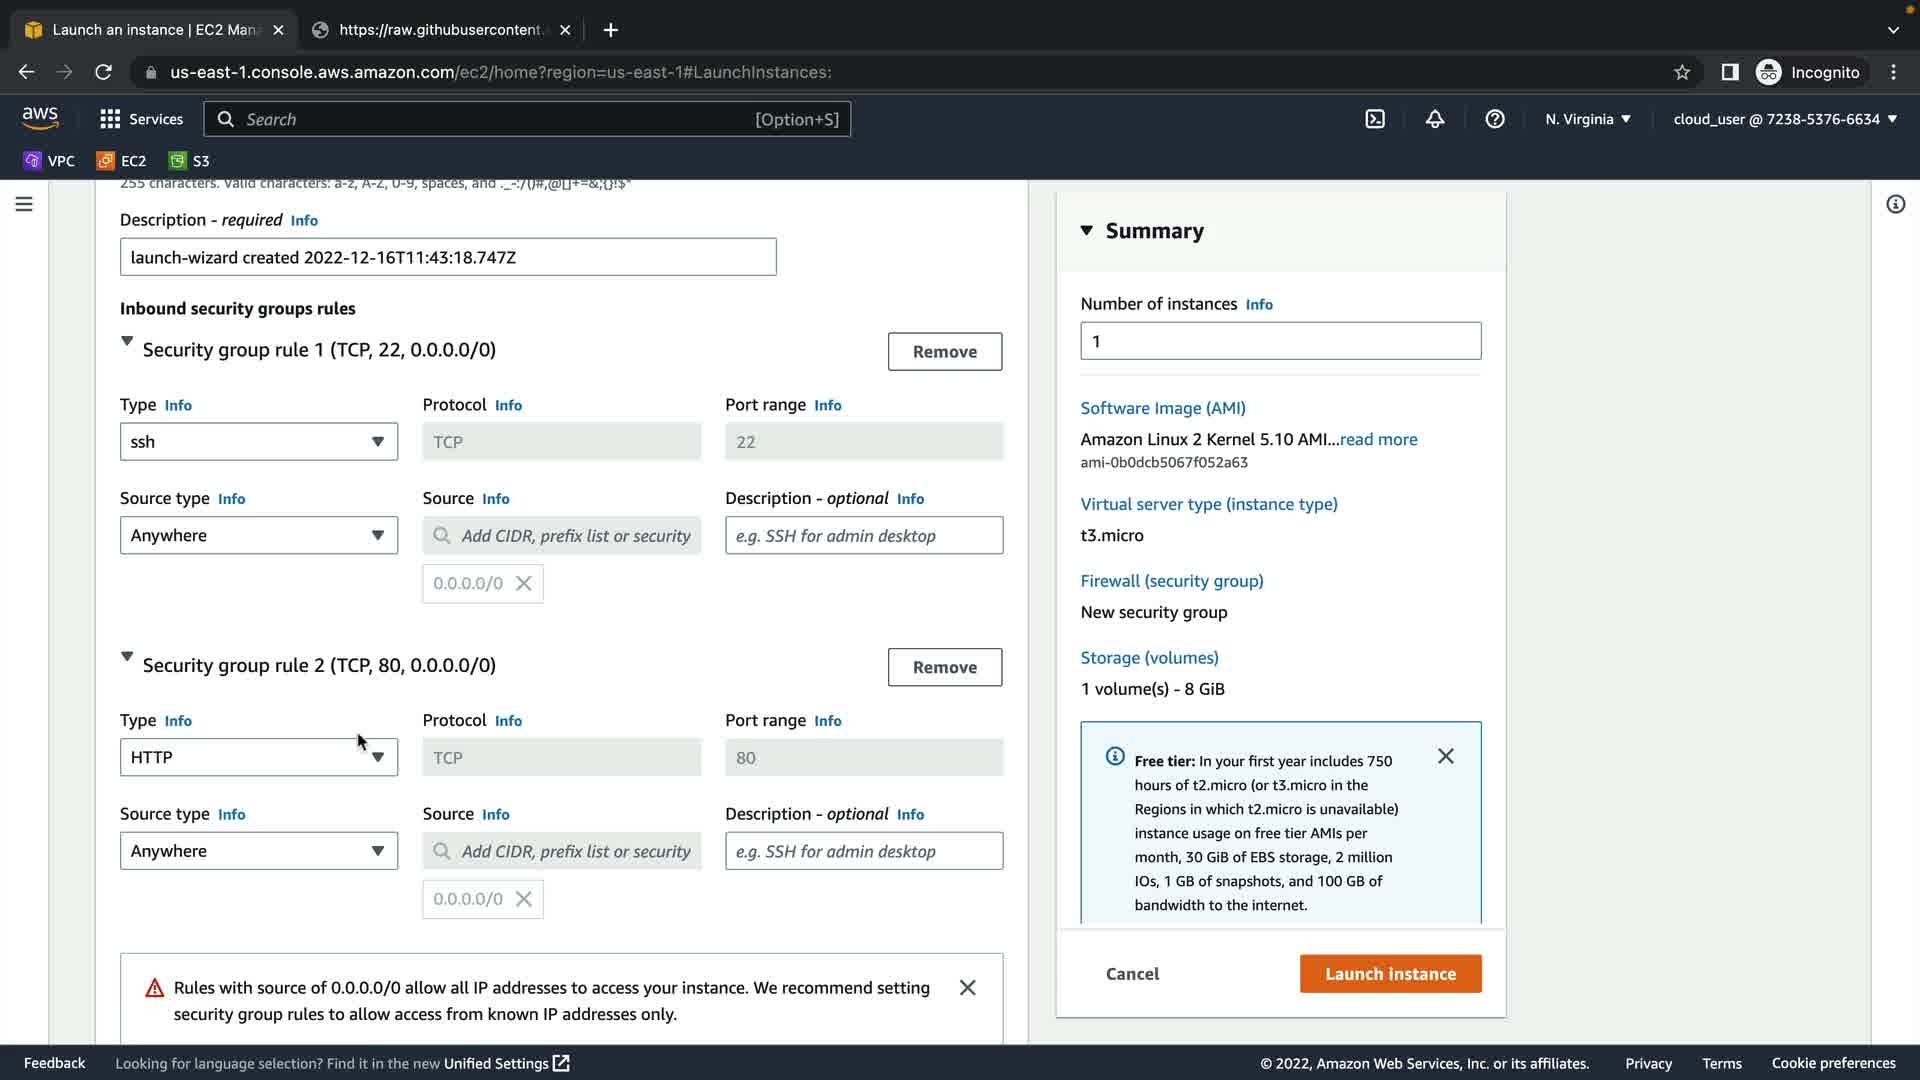 Launch an instance | EC2 Mana
https://raw.githubusercontent.
us-east-1.console.aws.amazon.com/ec2/home?region=us-east-1#LaunchInstances:
Incognito
aws
Services
Search
[Option+S]
N. Virginia
cloud_user @ 7238-5376-6634
VPC
EC2
S3
255 characters. Valid characters: a-z, A-Z, 0-9, spaces, and ._-:/()#,@[]+=&;{}!$*
Description - required Info
launch-wizard created 2022-12-16T11:43:18.747Z
Inbound security groups rules
Security group rule 1 (TCP, 22, 0.0.0.0/0)
Remove
Type Info
Protocol Info
Port range Info
ssh
TCP
22
Source type Info
Source Info
Description - optional Info
Anywhere
Add CIDR, prefix list or security
e.g. SSH for admin desktop
0.0.0.0/0
Security group rule 2 (TCP, 80, 0.0.0.0/0)
Remove
Type Info
Protocol Info
Port range Info
HTTP
TCP
80
Source type Info
Source Info
Description - optional Info
Anywhere
Add CIDR, prefix list or security
e.g. SSH for admin desktop
0.0.0.0/0
Rules with source of 0.0.0.0/0 allow all IP addresses to access your instance. We recommend setting
security group rules to allow access from known IP addresses only.
Summary
Number of instances Info
1
Software Image (AMI)
Amazon Linux 2 Kernel 5.10 AMI...read more
ami-0b0dcb5067f052a63
Virtual server type (instance type)
t3.micro
Firewall (security group)
New security group
Storage (volumes)
1 volume(s) - 8 GiB
Free tier: In your first year includes 750
hours of t2.micro (or t3.micro in the
Regions in which t2.micro is unavailable)
instance usage on free tier AMIs per
month, 30 GiB of EBS storage, 2 million
IOs, 1 GB of snapshots, and 100 GB of
bandwidth to the internet.
Cancel
Launch instance
Feedback
Looking for language selection? Find it in the new Unified Settings
© 2022, Amazon Web Services, Inc. or its affiliates.
Privacy
Terms
Cookie preferences